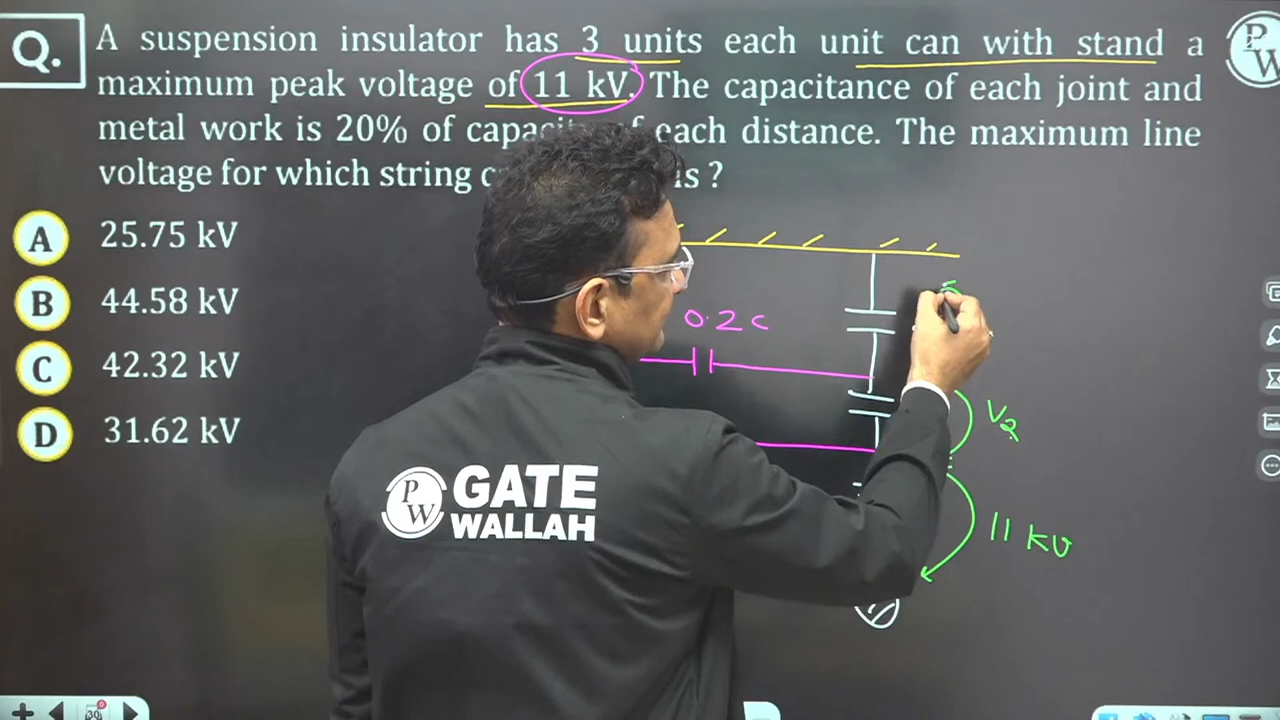 Q.
A suspension insulator has 3 units each unit can with stand a
maximum peak voltage of 11 kV. The capacitance of each joint and
metal work is 20% of each distance. The maximum line
voltage for which string is ?
A 25.75 kV
B 44.58 kV
C 42.32 kV
D 31.62 kV
0.2 C
V2
11 kV
P W GATE
WALLAH
P W
30